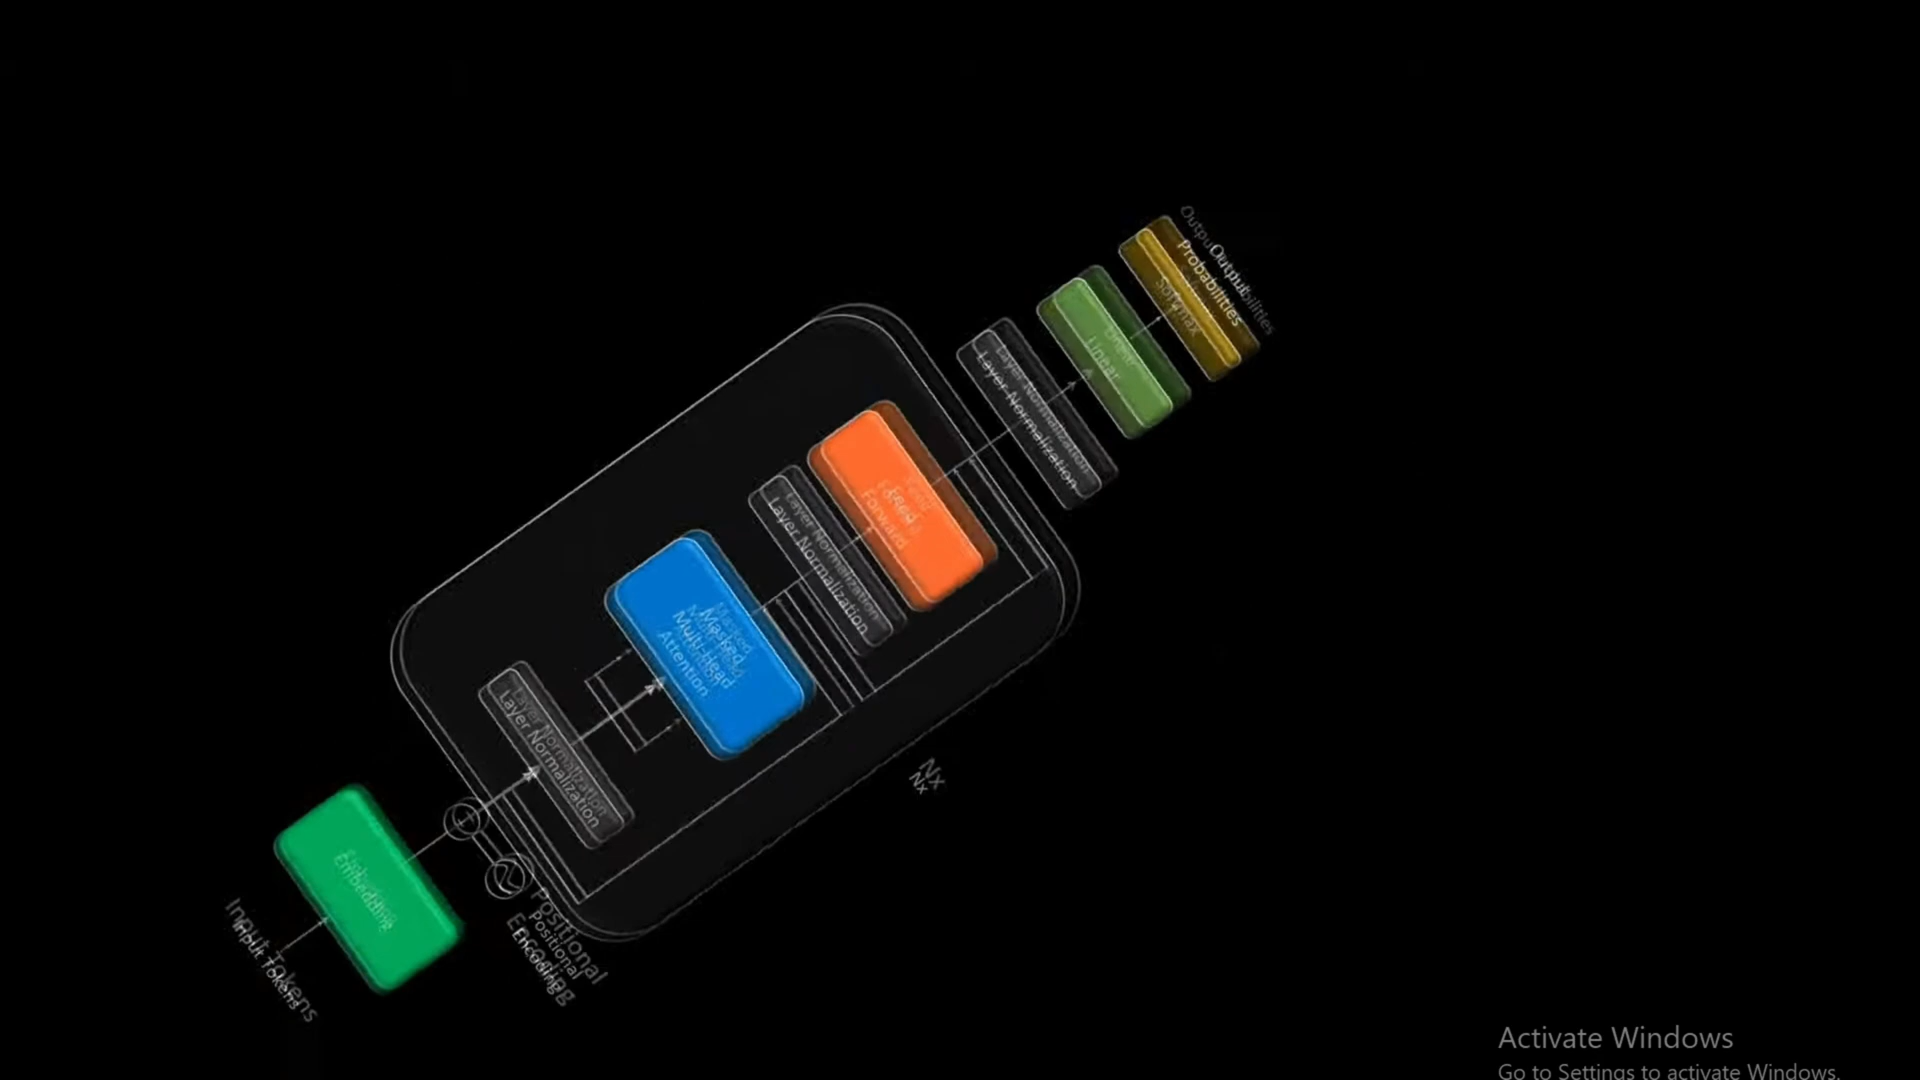 Output
Probabilities
Softmax
Linear
Layer Normalization
Feed
Forward
Layer Normalization
Masked
Multi-Head
Attention
Nx
Layer Normalization
Embedding
Positional
Encoding
Input Tokens
Activate Windows
Go to Settings to activate Windows.